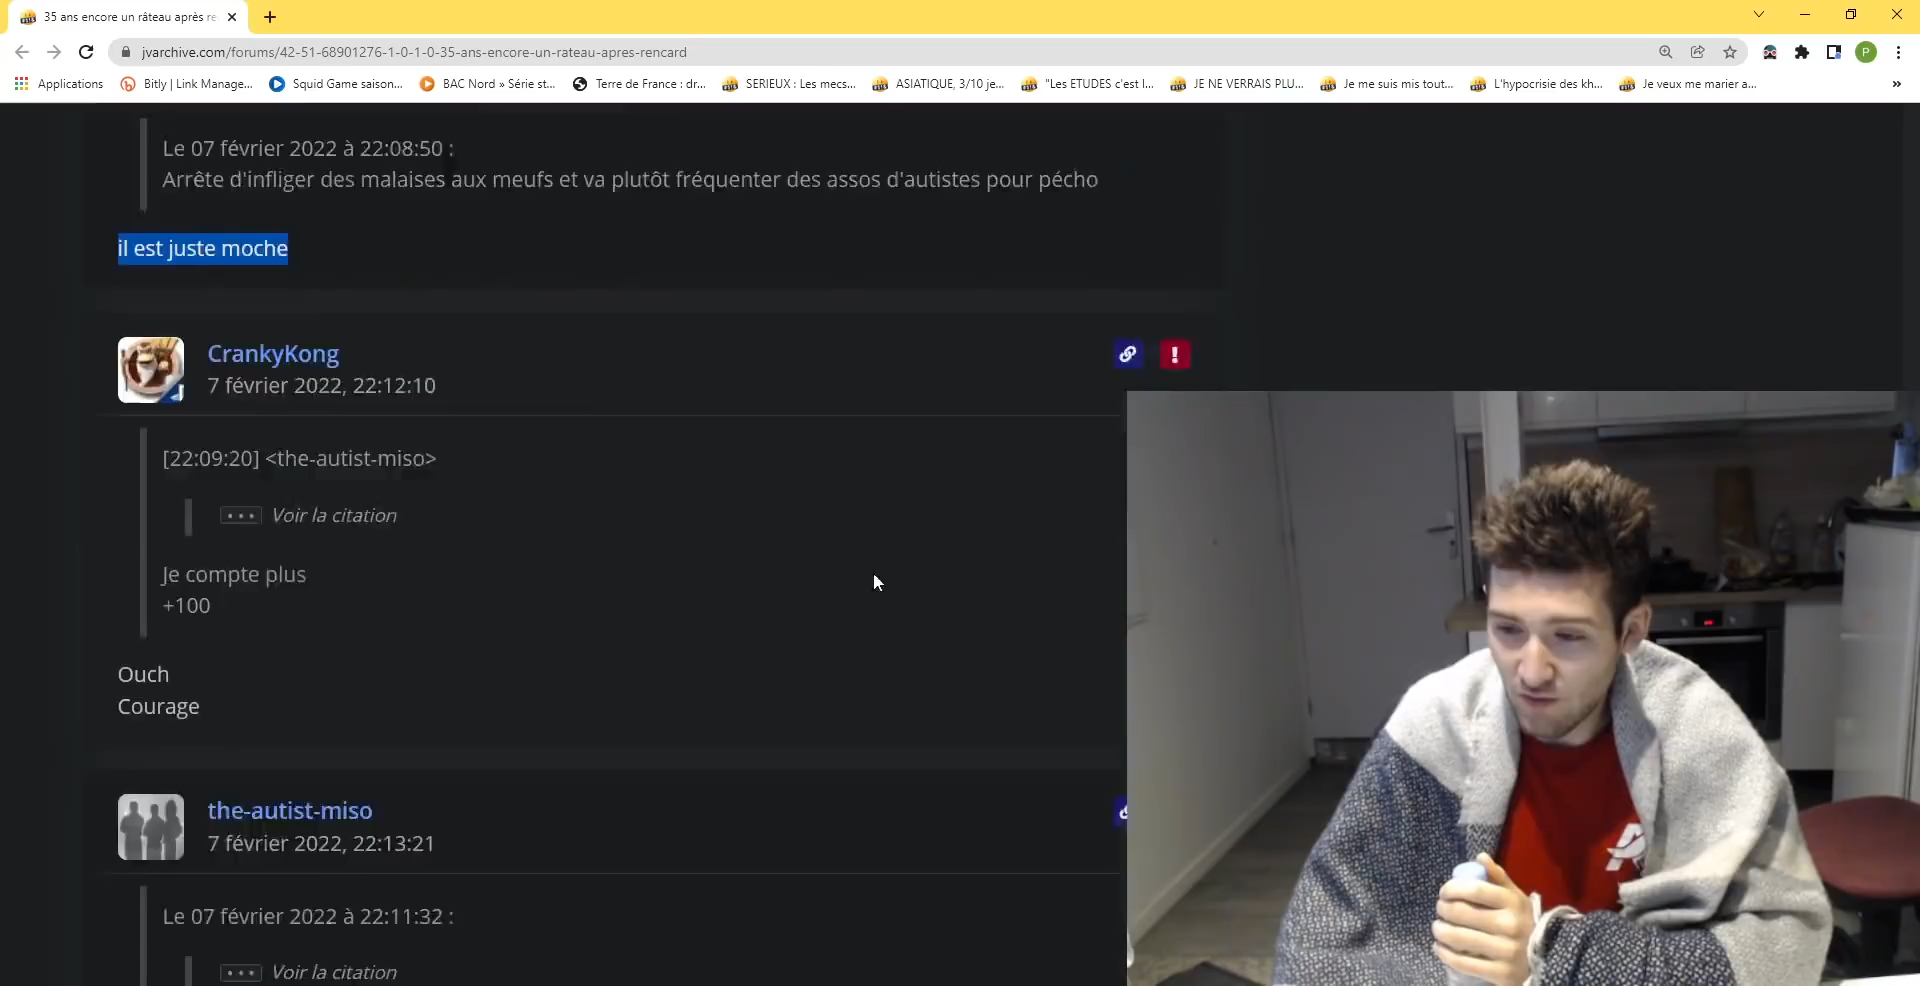 35 ans encore un râteau après re
jvarchive.com/forums/42-51-68901276-1-0-1-0-35-ans-encore-un-rateau-apres-rencard
P
Applications
Bitly | Link Manage...
Squid Game saison...
BAC Nord » Série st...
Terre de France : dr...
SERIEUX : Les mecs...
ASIATIQUE, 3/10 je...
"Les ETUDES c'est l...
JE NE VERRAIS PLU...
Je me suis mis tout...
L'hypocrisie des kh...
Je veux me marier a...
»
Le 07 février 2022 à 22:08:50 :
Arrête d'infliger des malaises aux meufs et va plutôt fréquenter des assos d'autistes pour pécho
il est juste moche
CrankyKong
7 février 2022, 22:12:10
[22:09:20] <the-autist-miso>
Voir la citation
Je compte plus
+100
Ouch
Courage
the-autist-miso
7 février 2022, 22:13:21
Le 07 février 2022 à 22:11:32 :
Voir la citation